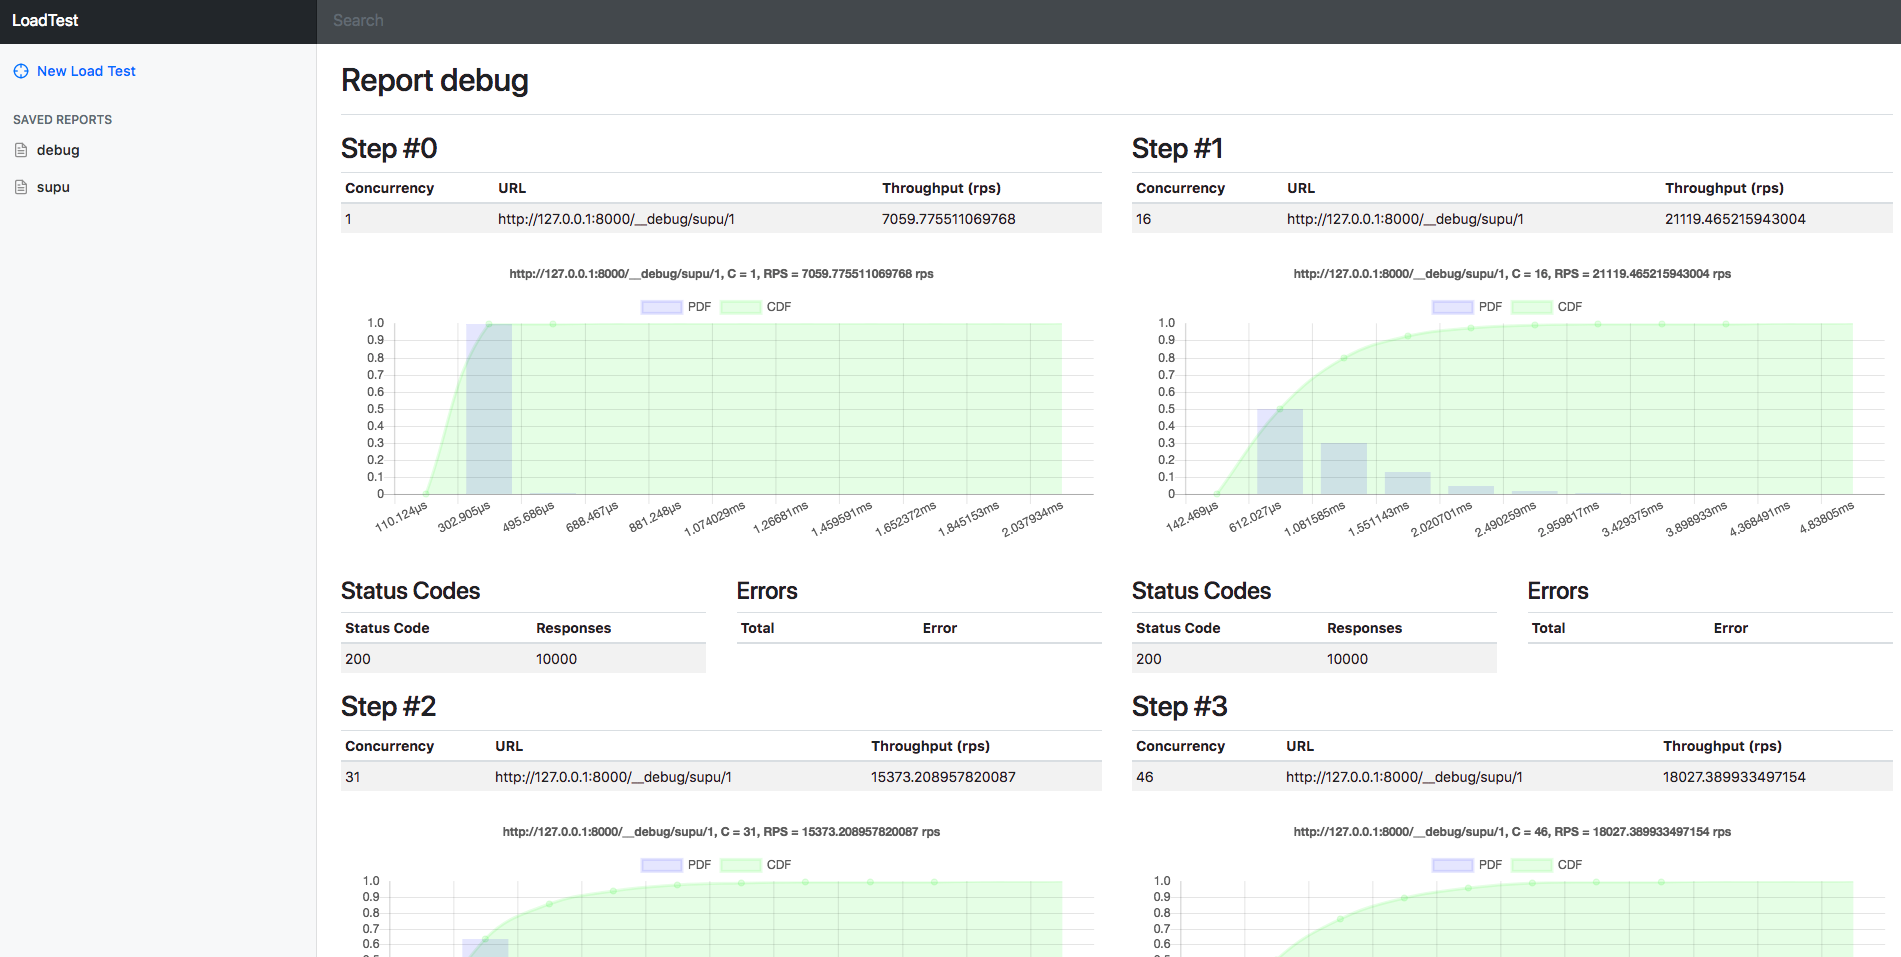 LoadTest
Search
New Load Test
SAVED REPORTS
debug
supu
Report debug
Step #0
Concurrency URL Throughput (rps)
1 http://127.0.0.1:8000/__debug/supu/1 7059.775511069768
http://127.0.0.1:8000/__debug/supu/1, C = 1, RPS = 7059.775511069768 rps
PDF CDF
1.0
0.9
0.8
0.7
0.6
0.5
0.4
0.3
0.2
0.1
0
110.124µs 302.905µs 495.686µs 688.467µs 881.248µs 1.074029ms 1.26681ms 1.459591ms 1.652372ms 1.845153ms 2.037934ms
Status Codes
Status Code Responses
200 10000
Errors
Total Error
Step #1
Concurrency URL Throughput (rps)
16 http://127.0.0.1:8000/__debug/supu/1 21119.465215943004
http://127.0.0.1:8000/__debug/supu/1, C = 16, RPS = 21119.465215943004 rps
PDF CDF
1.0
0.9
0.8
0.7
0.6
0.5
0.4
0.3
0.2
0.1
0
142.469µs 612.027µs 1.081585ms 1.551143ms 2.020701ms 2.490259ms 2.959817ms 3.429375ms 3.898933ms 4.368491ms 4.83805ms
Status Codes
Status Code Responses
200 10000
Errors
Total Error
Step #2
Concurrency URL Throughput (rps)
31 http://127.0.0.1:8000/__debug/supu/1 15373.208957820087
http://127.0.0.1:8000/__debug/supu/1, C = 31, RPS = 15373.208957820087 rps
PDF CDF
1.0
0.9
0.8
0.7
0.6
Step #3
Concurrency URL Throughput (rps)
46 http://127.0.0.1:8000/__debug/supu/1 18027.389933497154
http://127.0.0.1:8000/__debug/supu/1, C = 46, RPS = 18027.389933497154 rps
PDF CDF
1.0
0.9
0.8
0.7
0.6